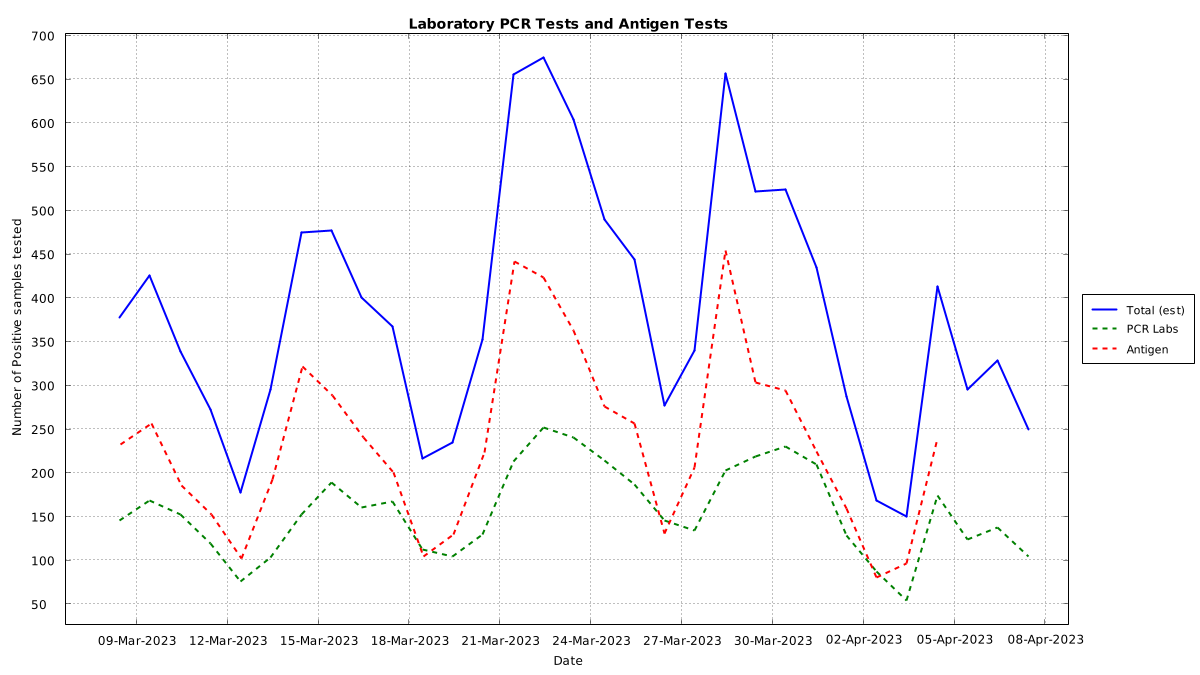 Laboratory PCR Tests and Antigen Tests
Number of Positive samples tested
700
650
600
550
500
450
400
350
300
250
200
150
100
50
09-Mar-2023 12-Mar-2023 15-Mar-2023 18-Mar-2023 21-Mar-2023 24-Mar-2023 27-Mar-2023 30-Mar-2023 02-Apr-2023 05-Apr-2023 08-Apr-2023
Date
Total (est)
PCR Labs
Antigen